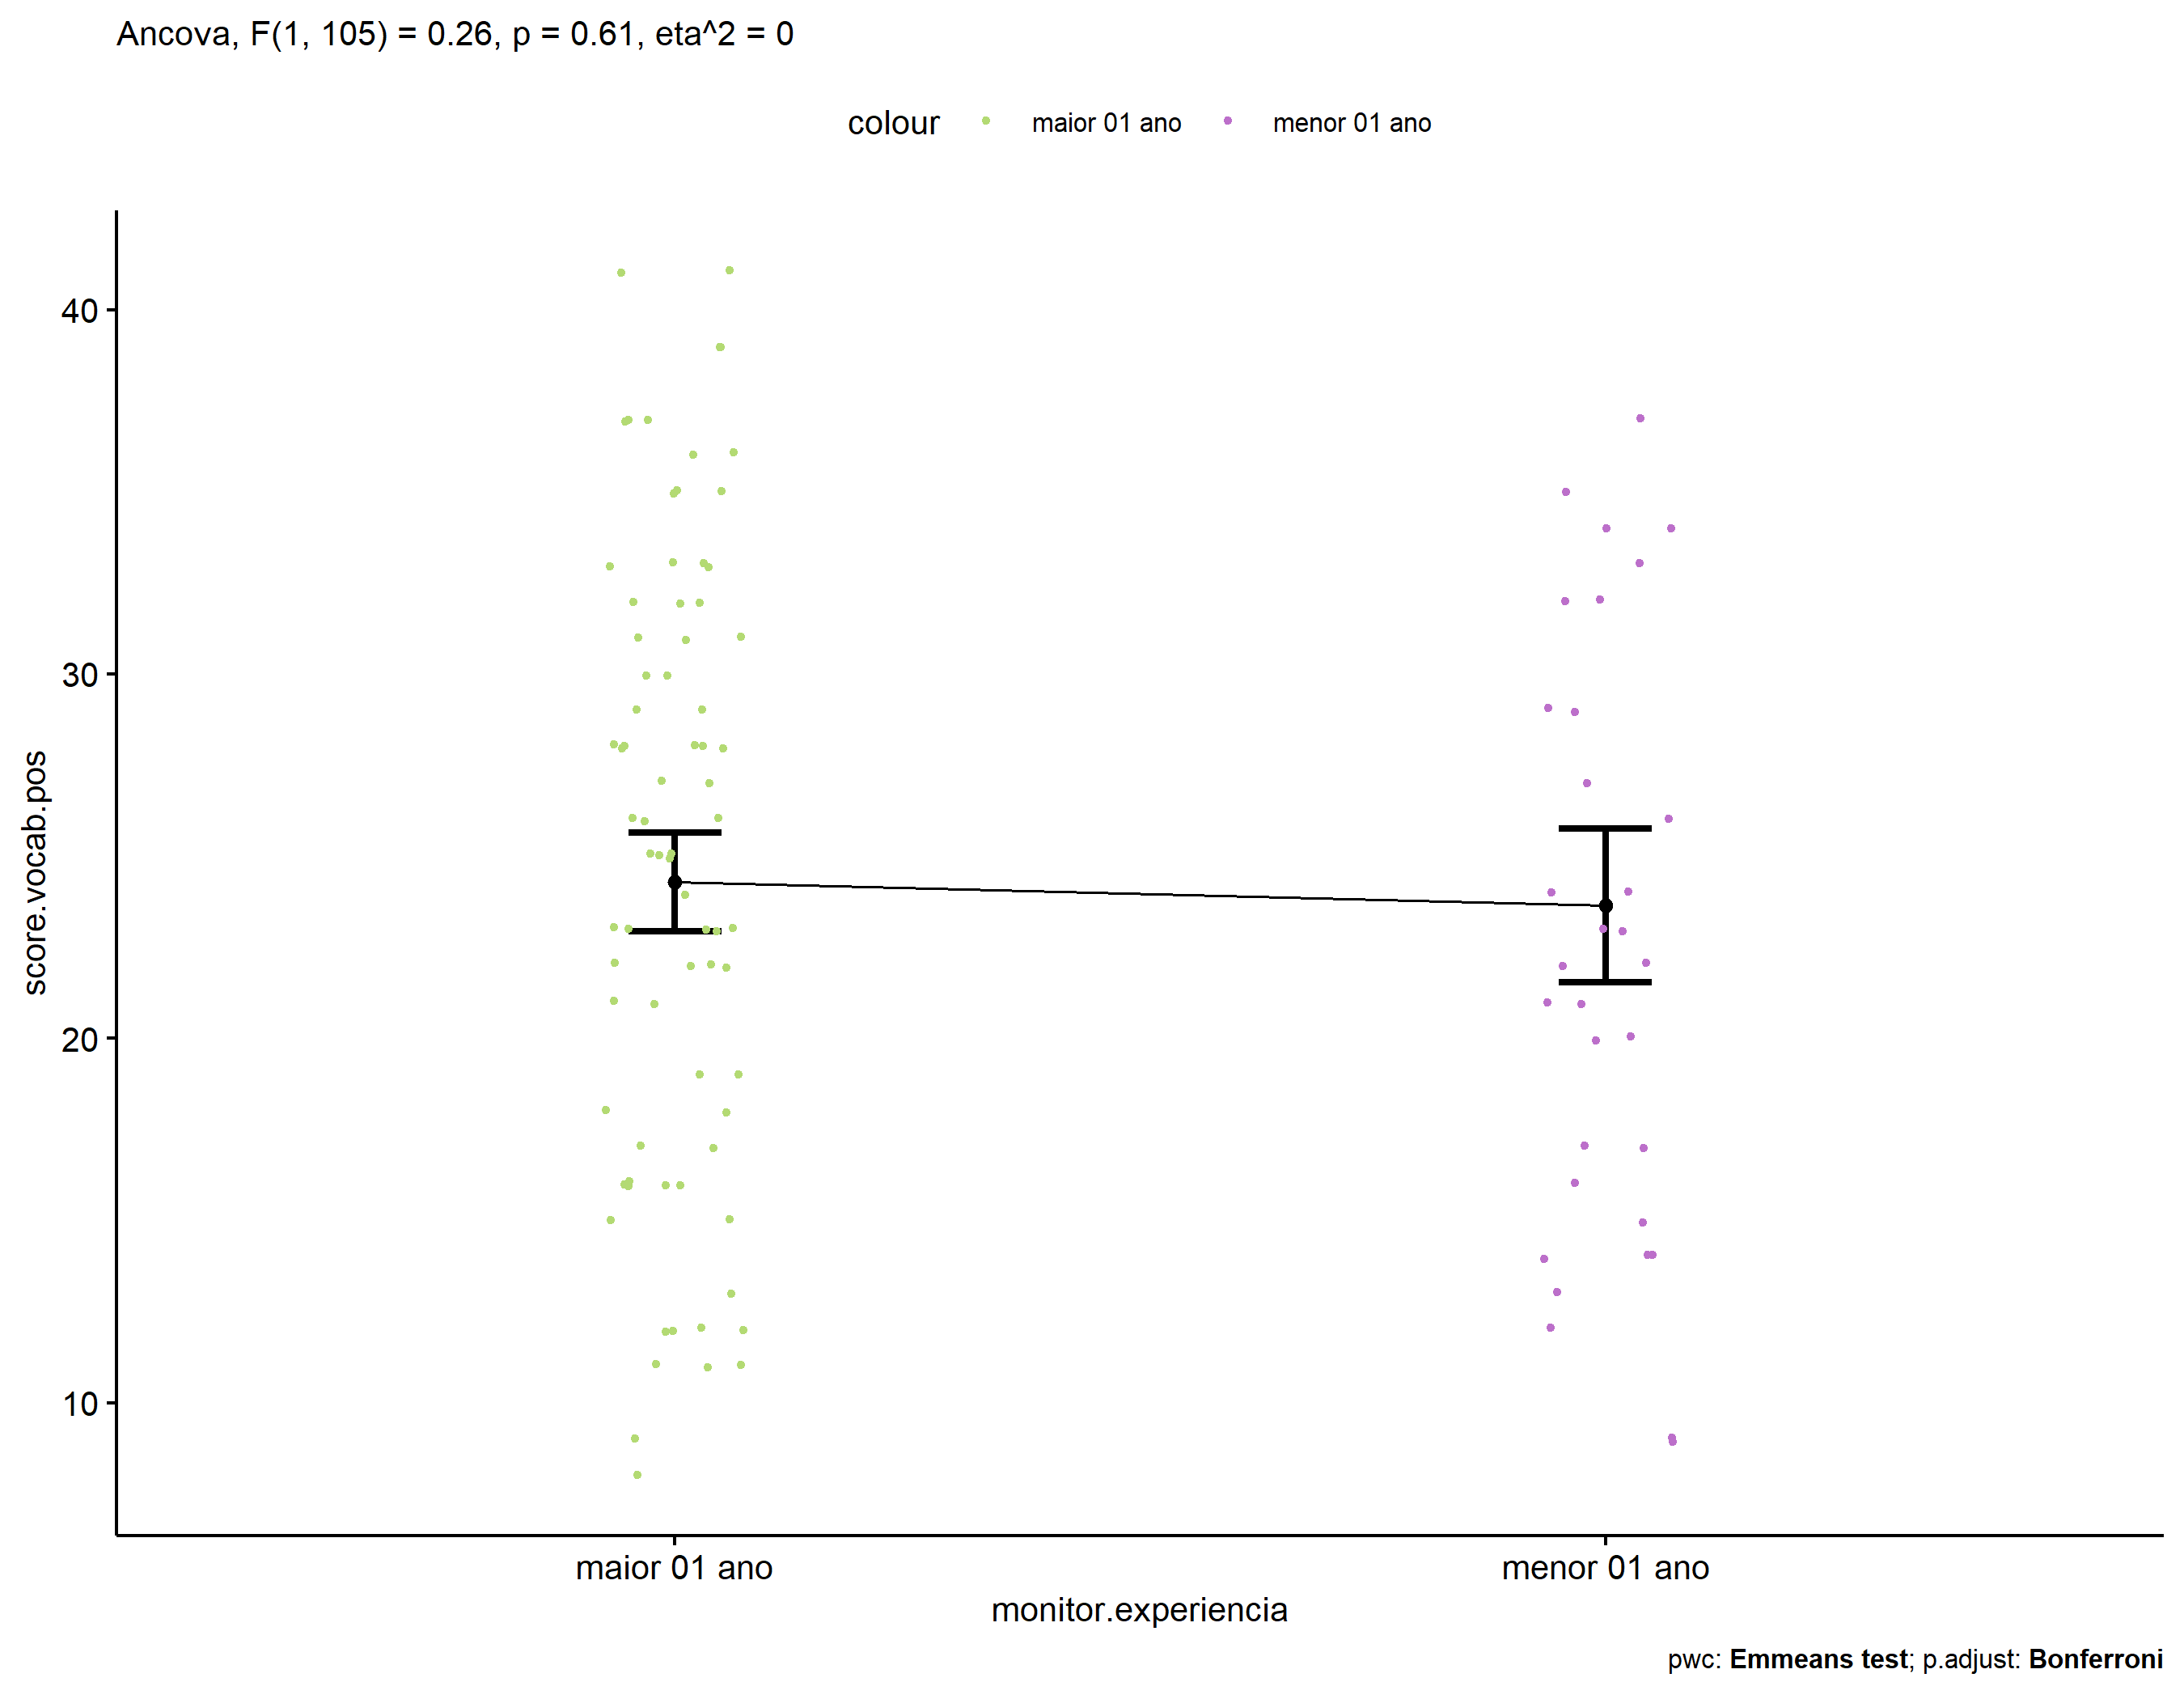 Ancova, F(1, 105) = 0.26, p = 0.61, eta^2 = 0
colour maior 01 ano menor 01 ano
score.vocab.pos
40
30
20
10
maior 01 ano menor 01 ano
monitor.experiencia
pwc: Emmeans test; p.adjust: Bonferroni